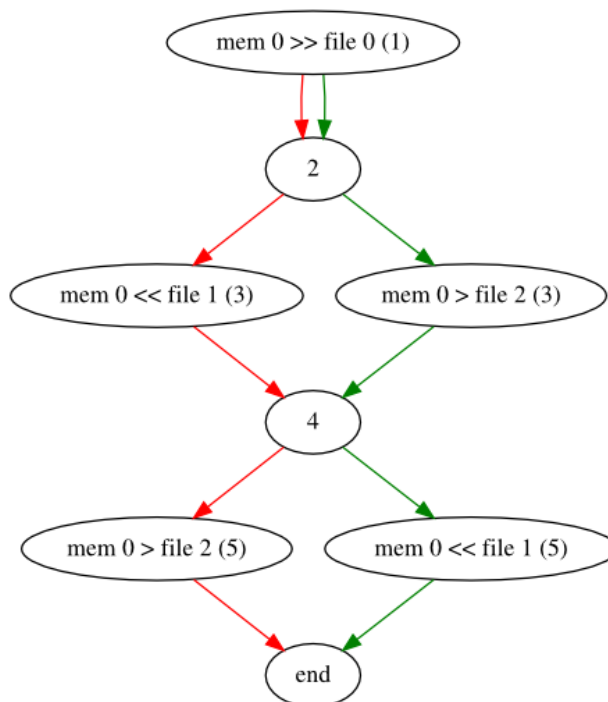 mem 0 >> file 0 (1)
2
mem 0 << file 1 (3)
mem 0 > file 2 (3)
4
mem 0 > file 2 (5)
mem 0 << file 1 (5)
end